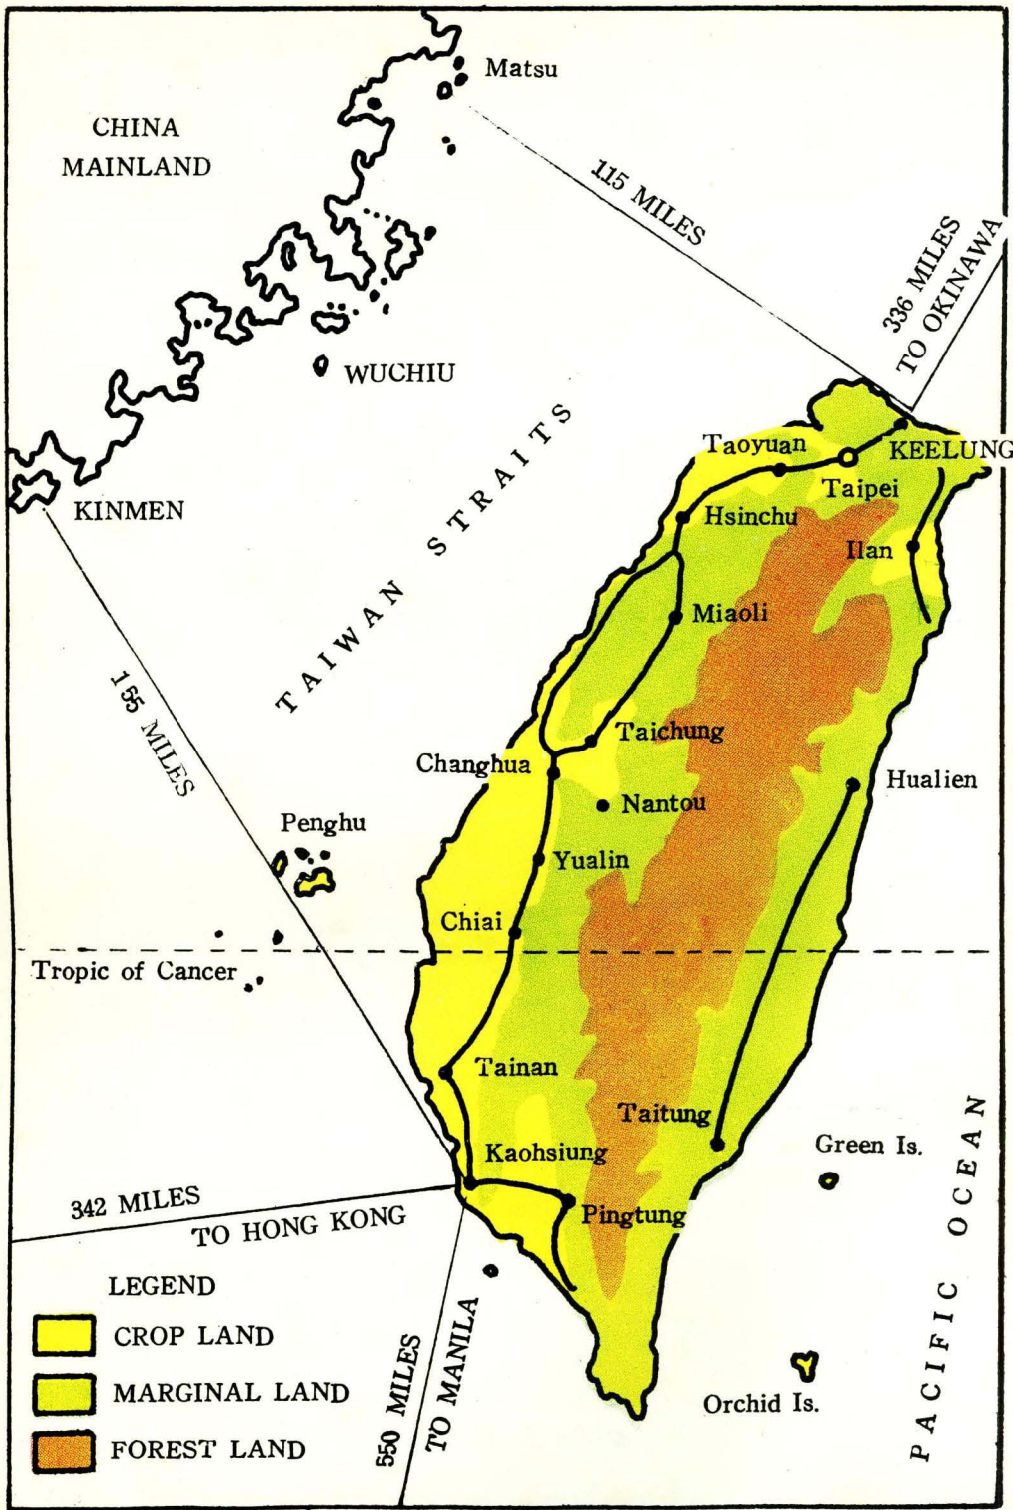 Matsu
CHINA
MAINLAND
115 MILES
336 MILES
TO OKINAWA
WUCHIU
TAIWAN STRAITS
KINMEN
Taoyuan
KEELUNG
Taipei
Hsinchu
Ilan
Miaoli
155 MILES
Taichung
Changhua
Hualien
Nantou
Penghu
Yualin
Chiai
Tropic of Cancer
Tainan
Taitung
Green Is.
Kaohsiung
Pingtung
342 MILES
TO HONG KONG
PACIFIC OCEAN
LEGEND
CROP LAND
MARGINAL LAND
FOREST LAND
550 MILES
TO MANILA
Orchid Is.